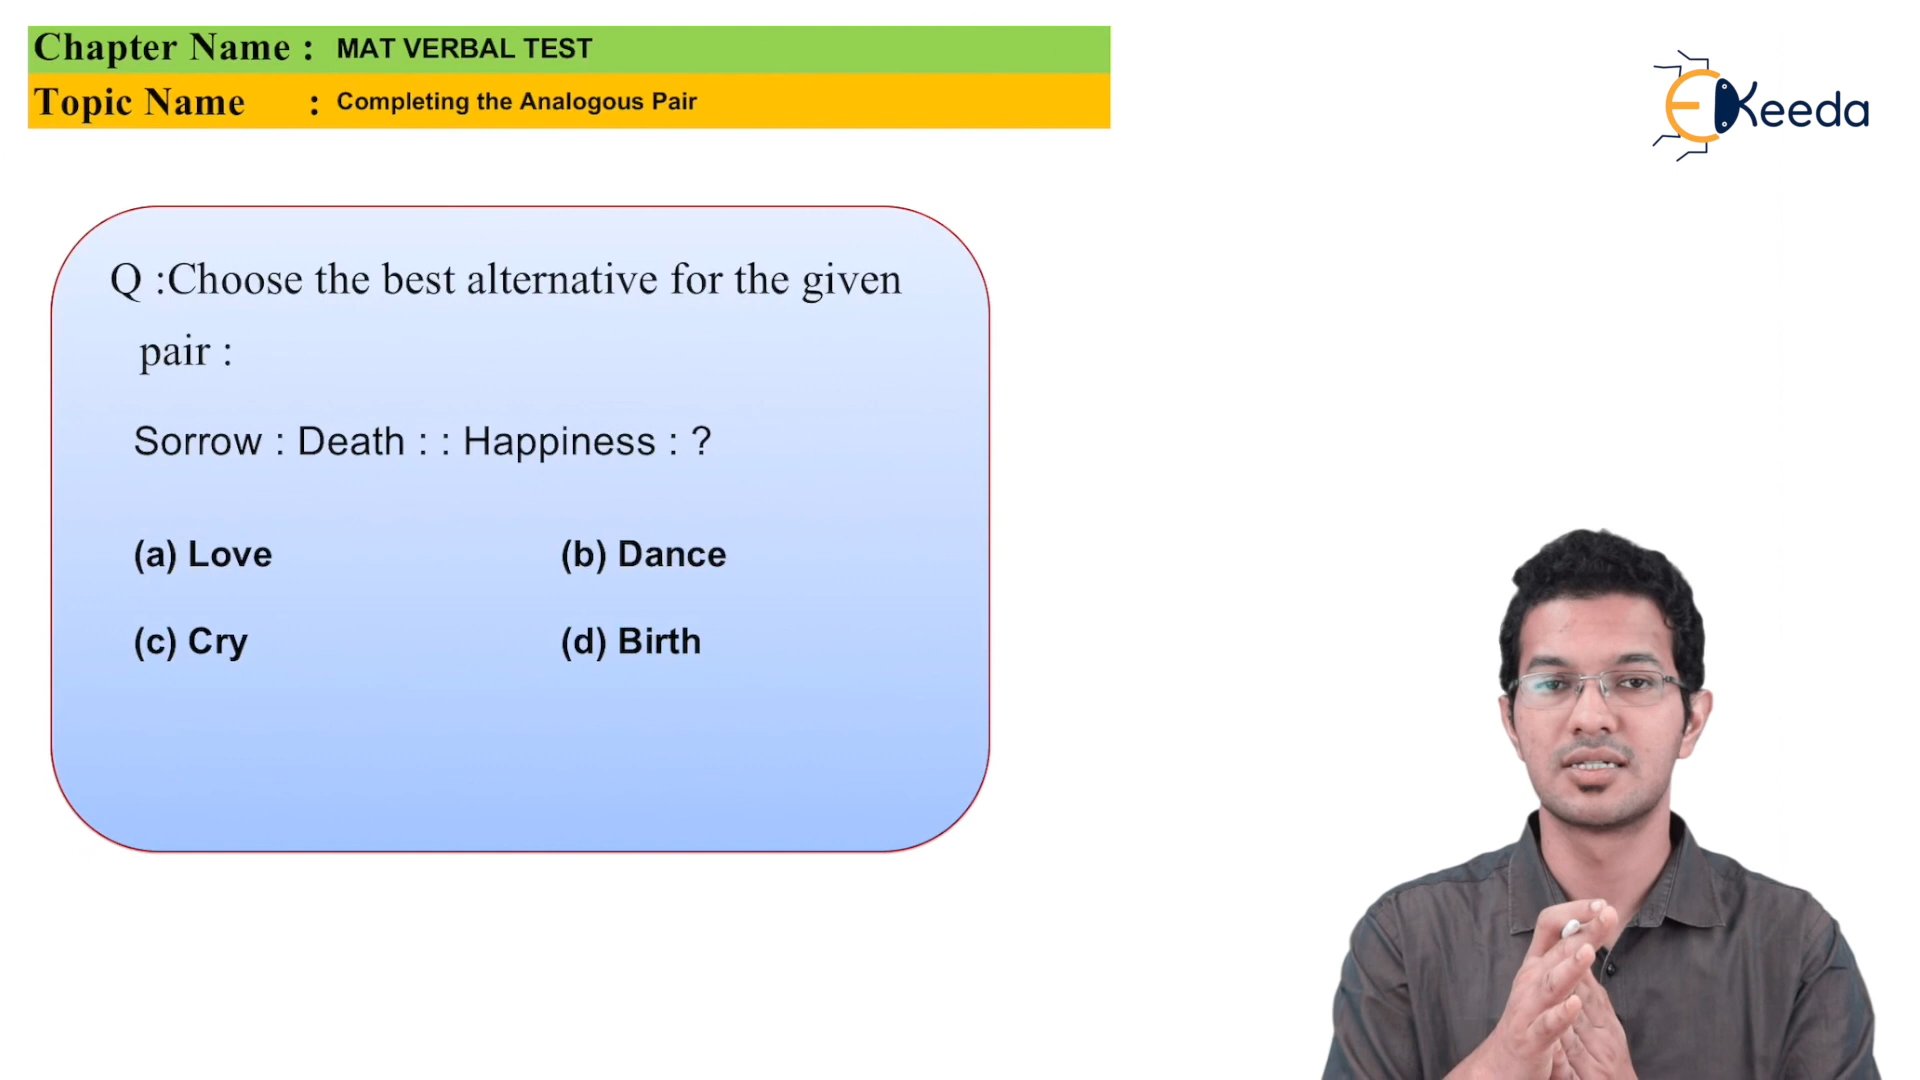 Chapter Name : MAT VERBAL TEST
Topic Name : Completing the Analogous Pair
EKeeda
Q :Choose the best alternative for the given
pair :
Sorrow : Death : : Happiness : ?
(a) Love (b) Dance
(c) Cry (d) Birth